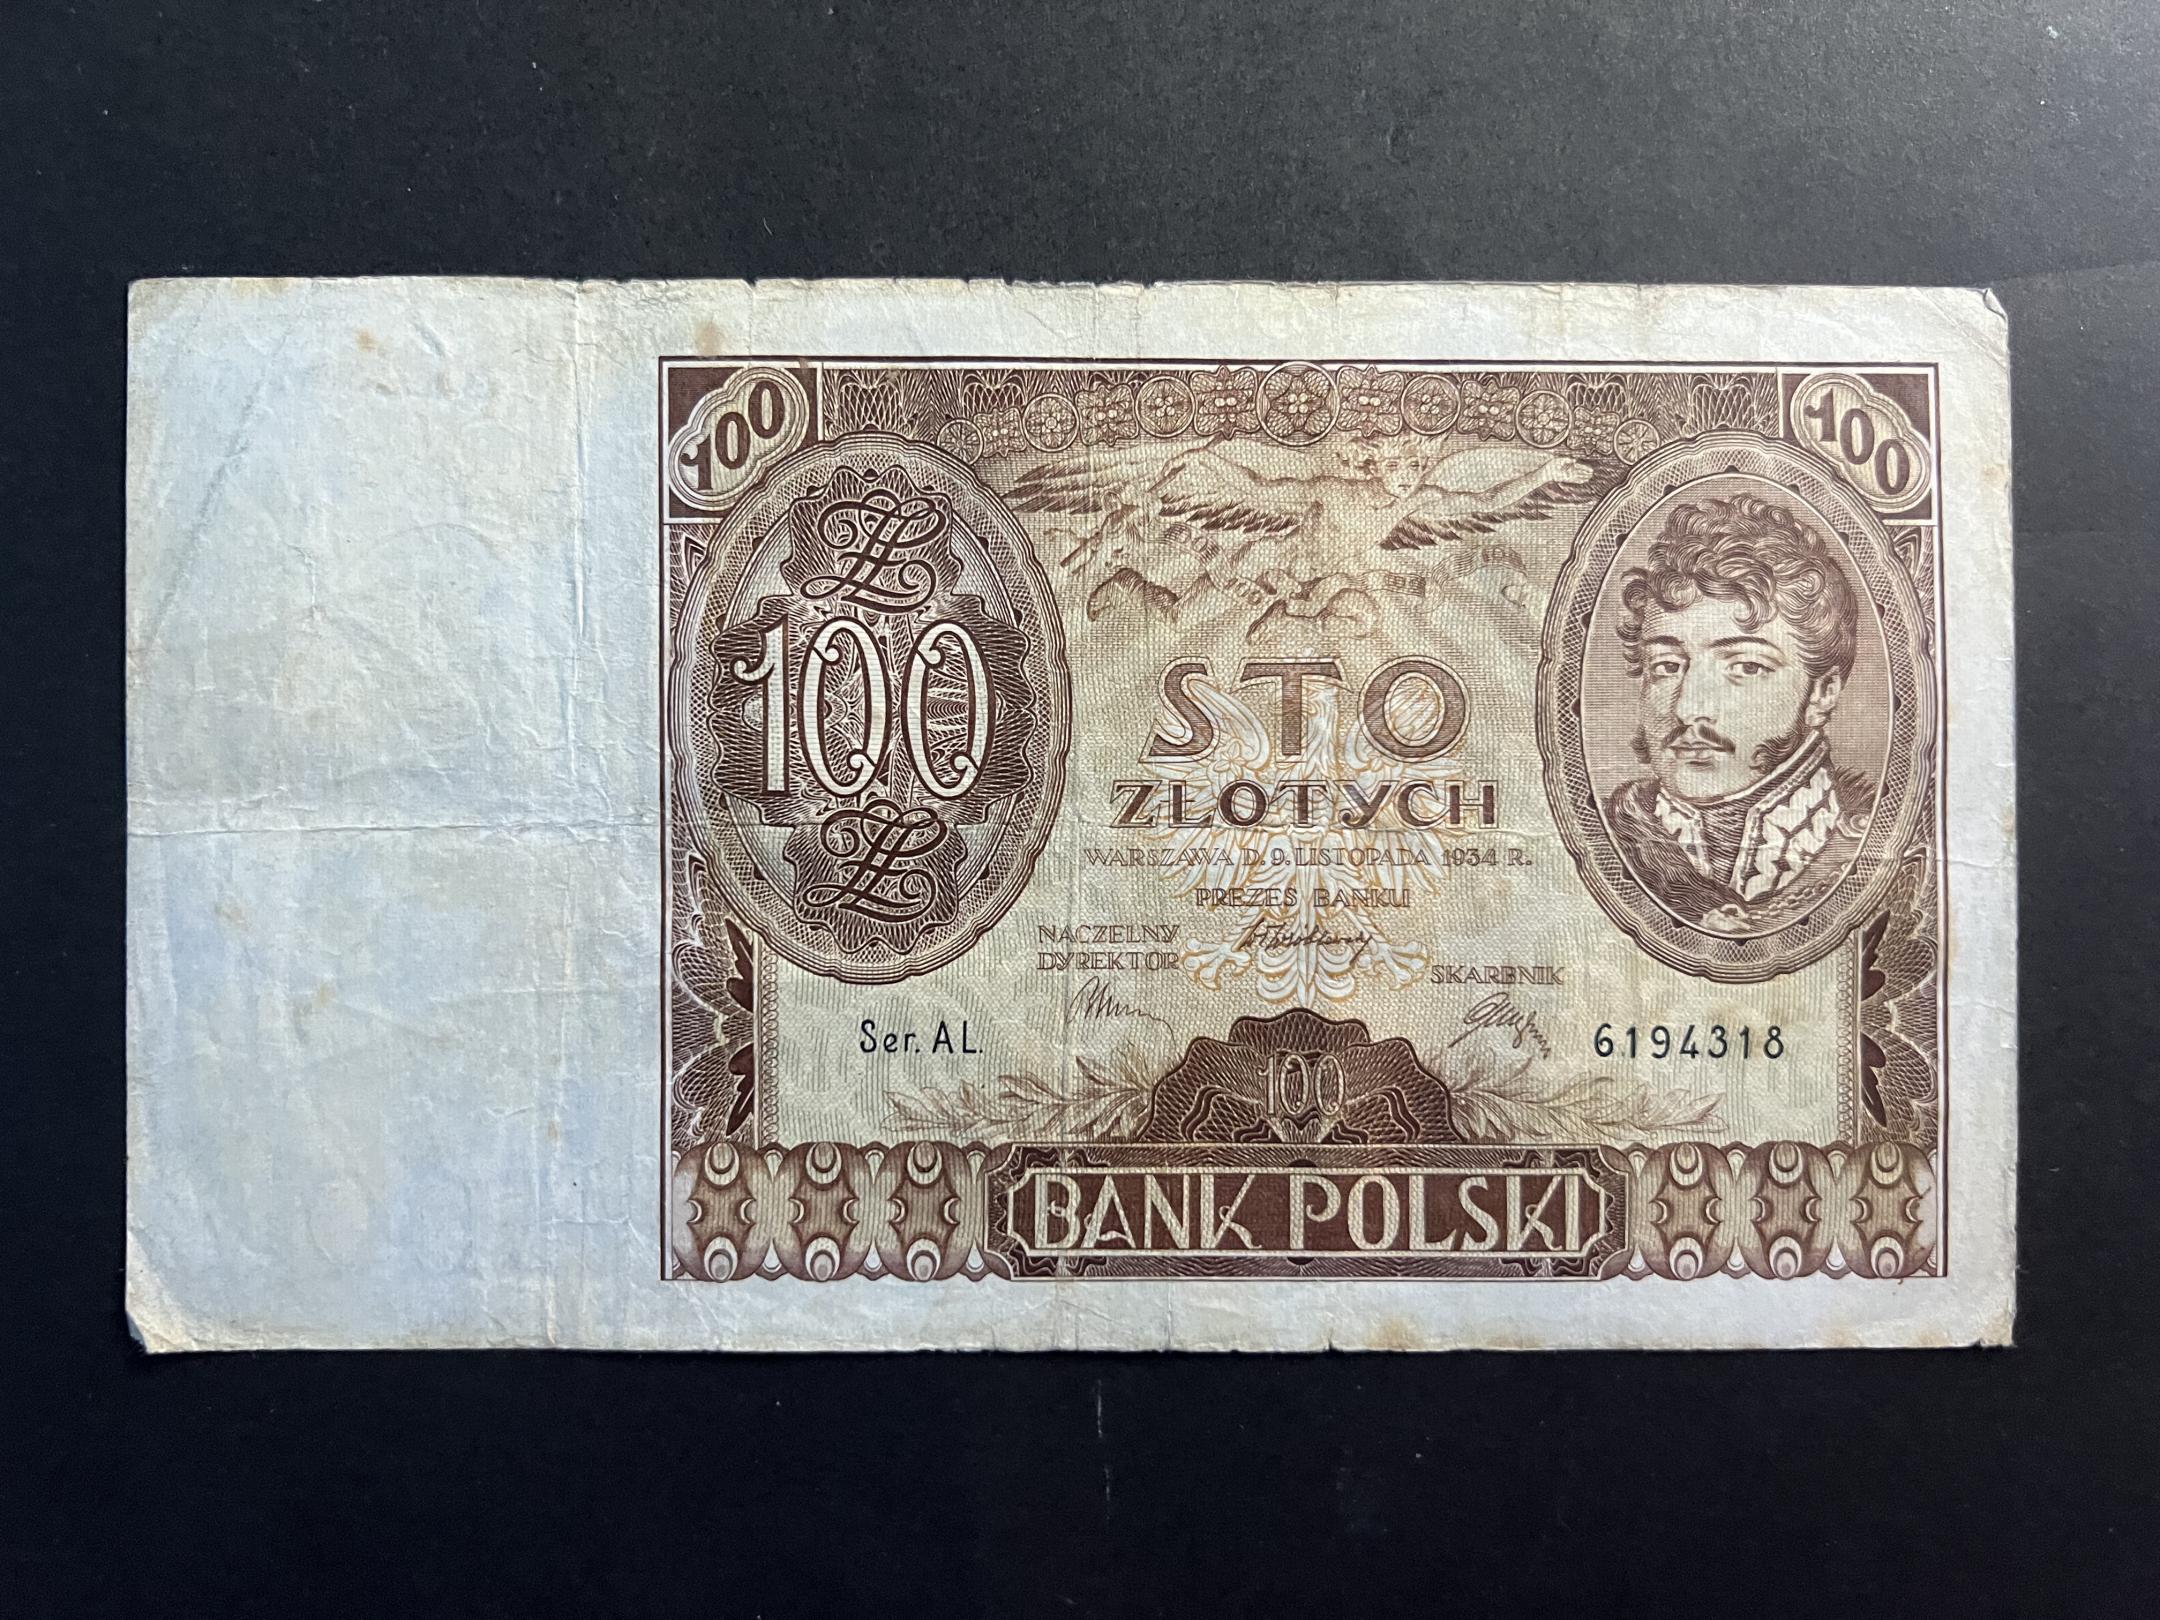 100
100
100
STO
ZŁOTYCH
WARSZAWA D. 9. LISTOPADA 1934 R.
PREZES BANKU
NACZELNY
DYREKTOR
SKARBNIK
Ser. AL.
6194318
100
BANK POLSKI